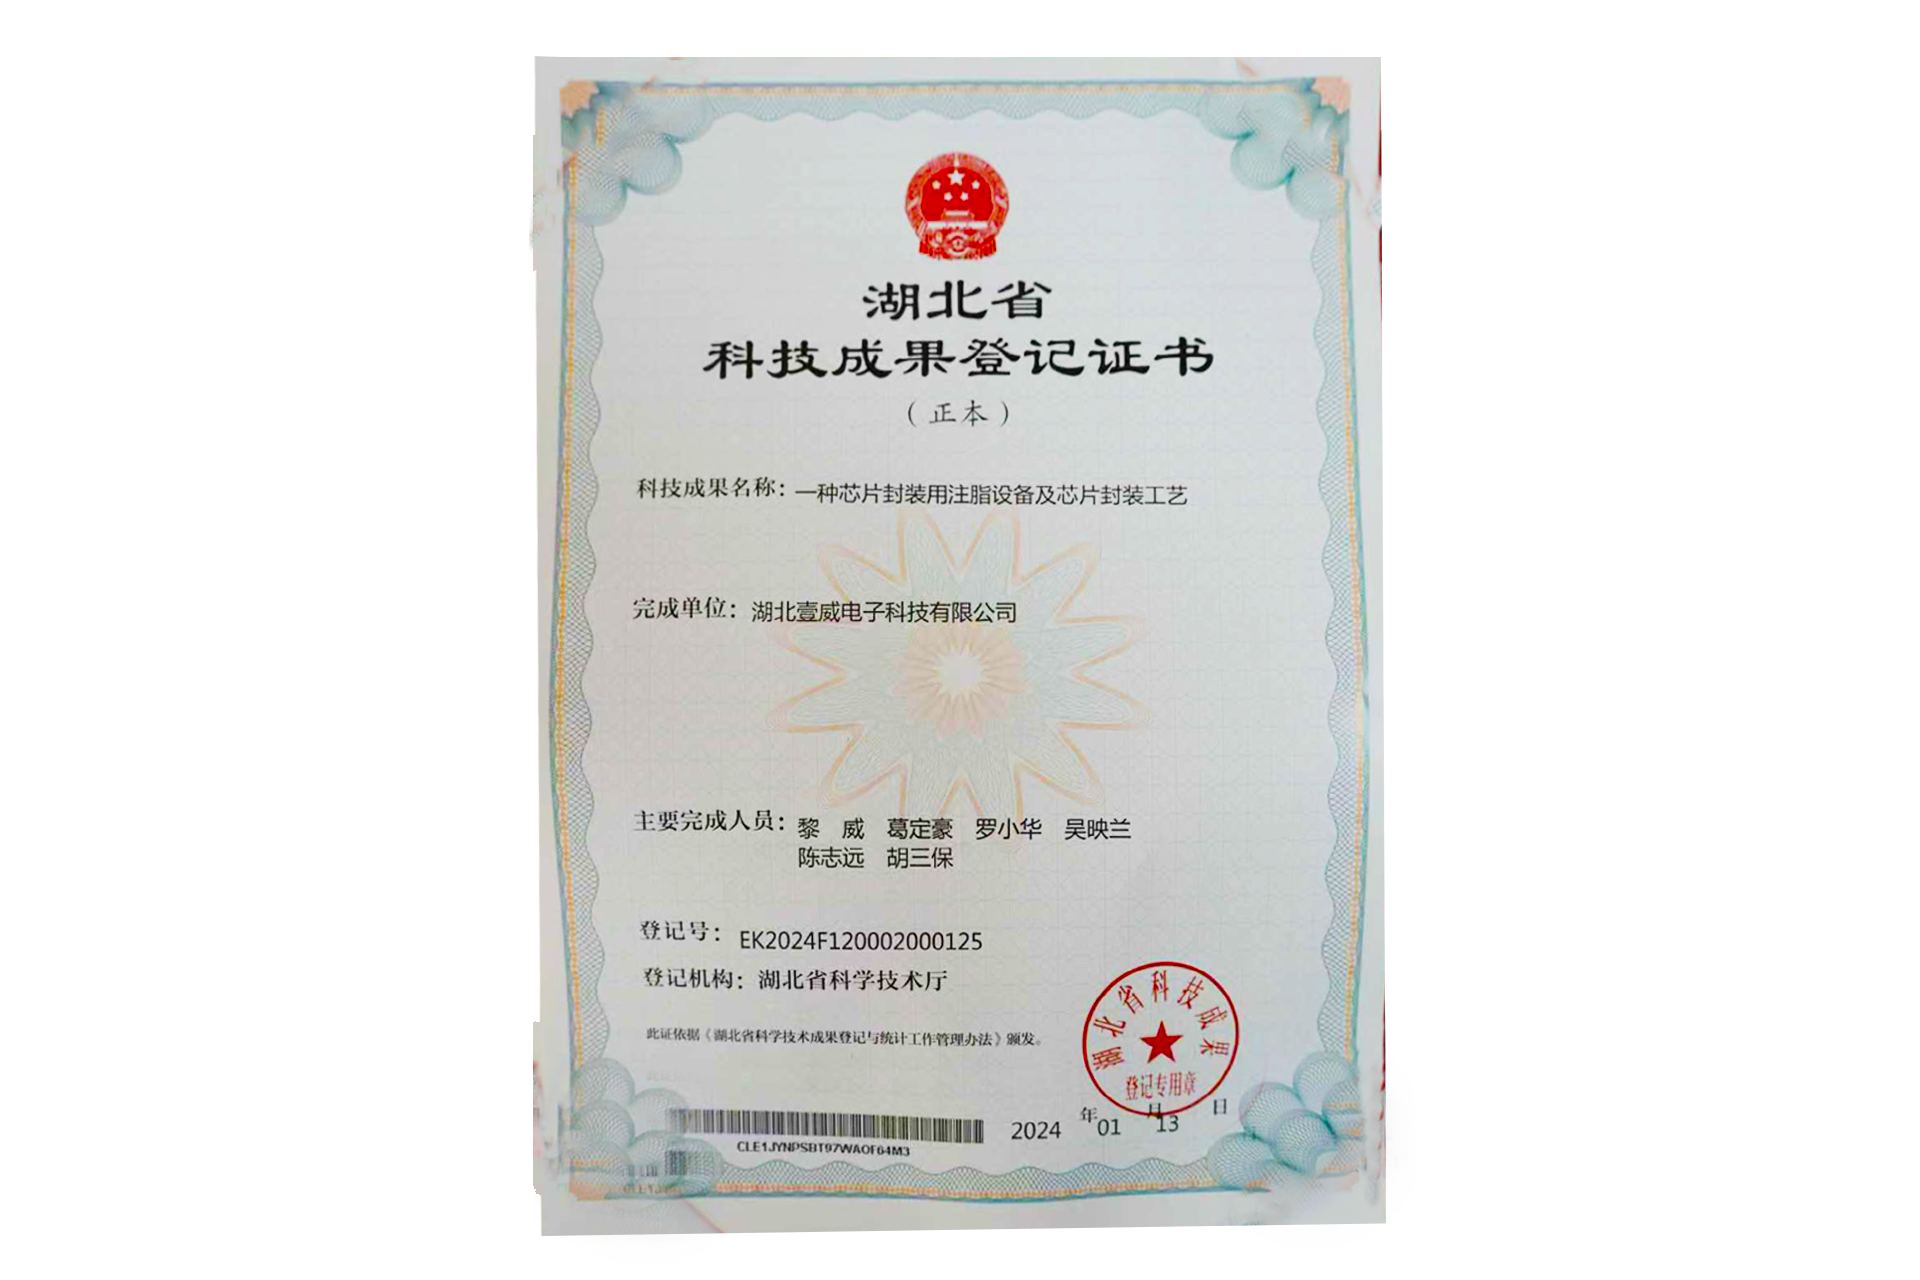 湖北省
科技成果登记证书
（正本）
科技成果名称：一种芯片封装用注脂设备及芯片封装工艺
完成单位：湖北壹威电子科技有限公司
主要完成人员：黎　威　葛定豪　罗小华　吴映兰
陈志远　胡三保
登记号：EK2024F120002000125
登记机构：湖北省科学技术厅
此证依据《湖北省科学技术成果登记与统计工作管理办法》颁发。
湖北省科技成果
登记专用章
2024 年 01 月 13 日
CLE1JYNPSBT97WAOF64M3